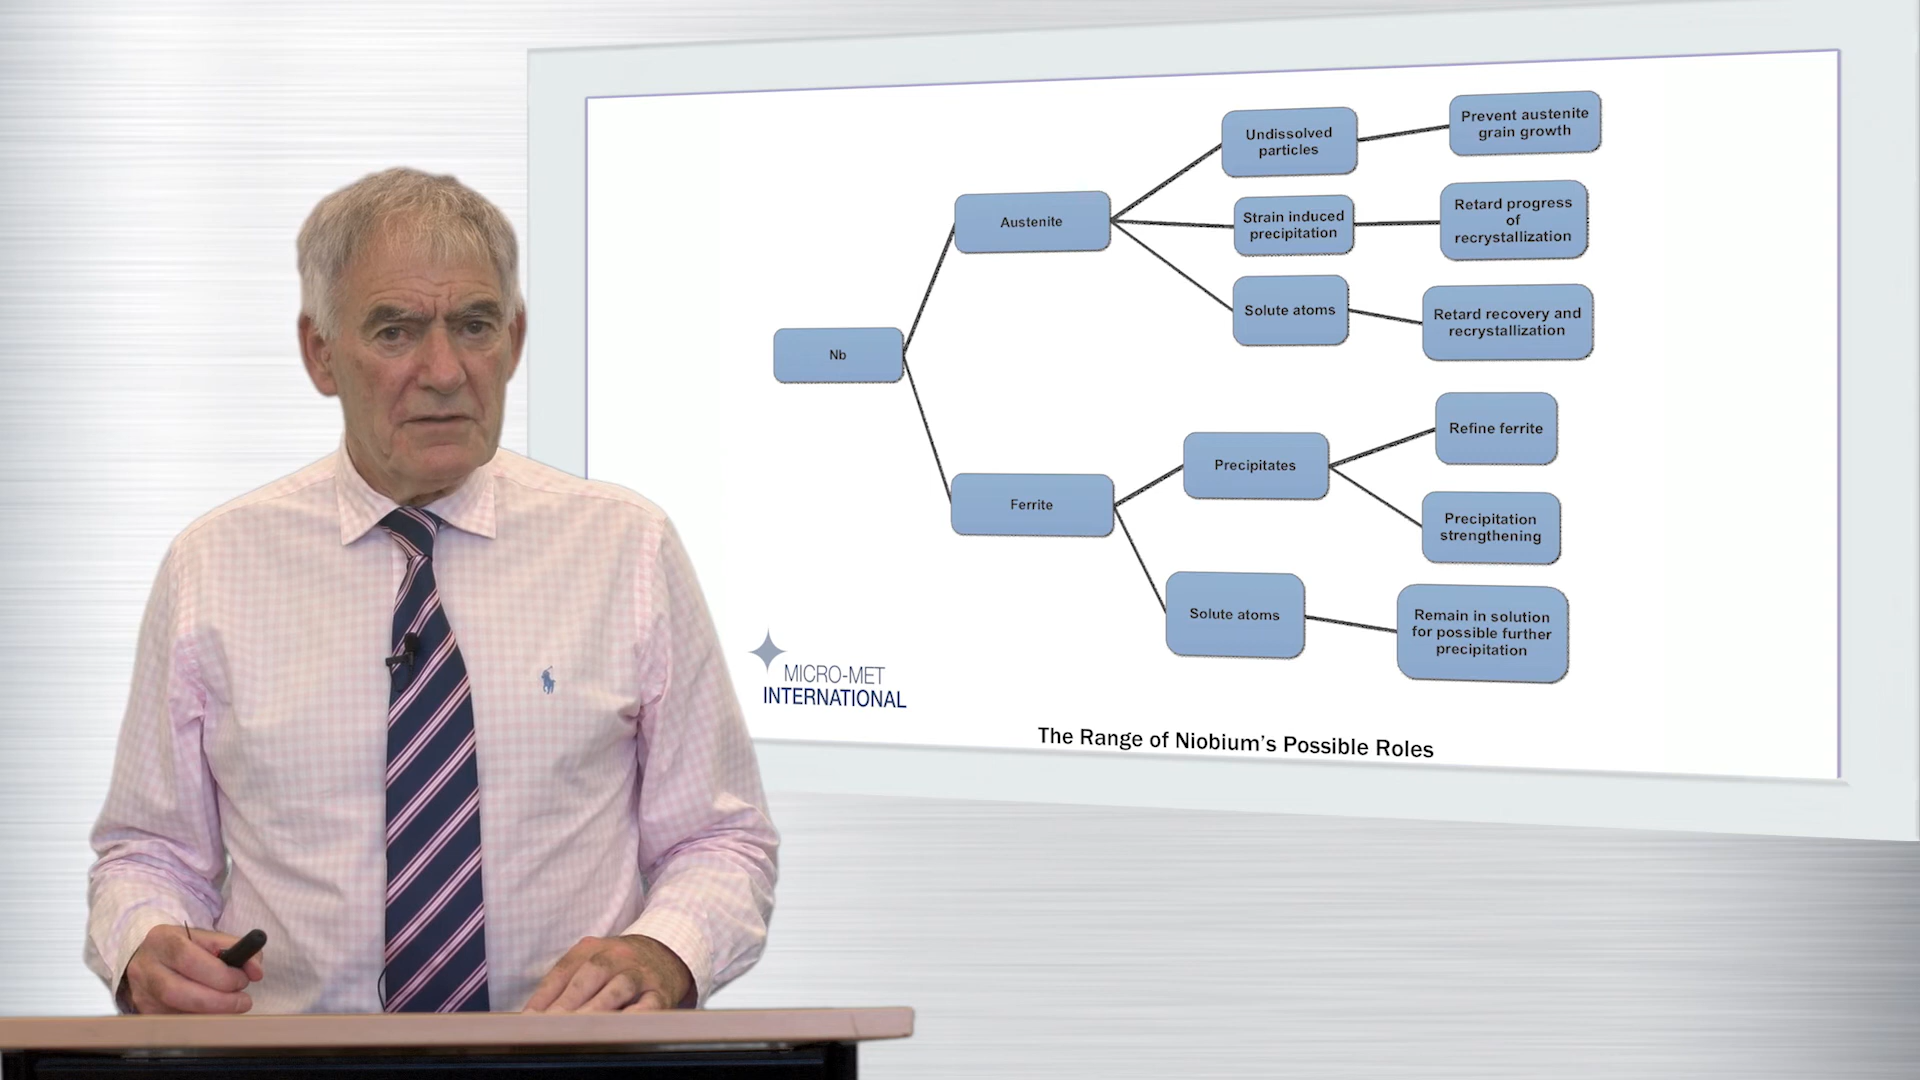 Nb
Austenite
Undissolved
particles
Prevent austenite
grain growth
Strain induced
precipitation
Retard progress
of
recrystallization
Solute atoms
Retard recovery and
recrystallization
Ferrite
Precipitates
Refine ferrite
Precipitation
strengthening
Solute atoms
Remain in solution
for possible further
precipitation
MICRO-MET
INTERNATIONAL
The Range of Niobium's Possible Roles